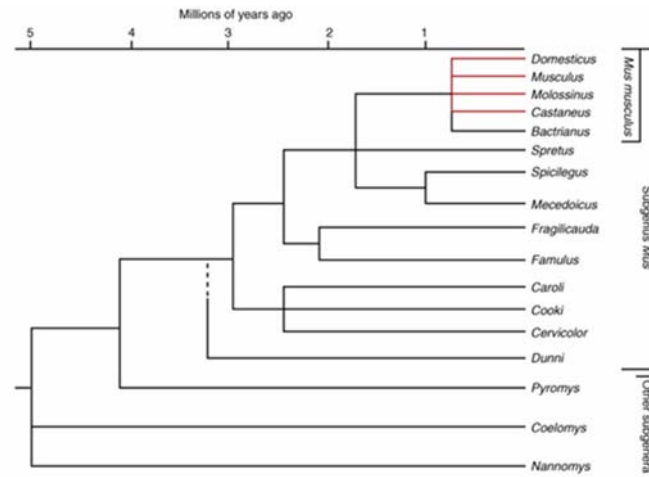 Millions of years ago
5 4 3 2 1
Domesticus
Musculus
Molossinus
Castaneus
Bactrianus
Spretus
Spicilegus
Mecedoicus
Fragilicauda
Famulus
Caroli
Cooki
Cervicolor
Dunni
Pyromys
Coelomys
Nannomys
Mus musculus
Subgenus Mus
Other subgenera